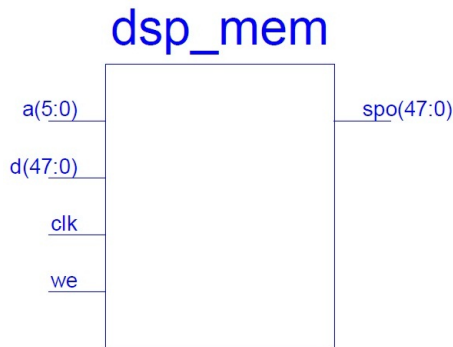 dsp_mem
a(5:0)
spo(47:0)
d(47:0)
clk
we